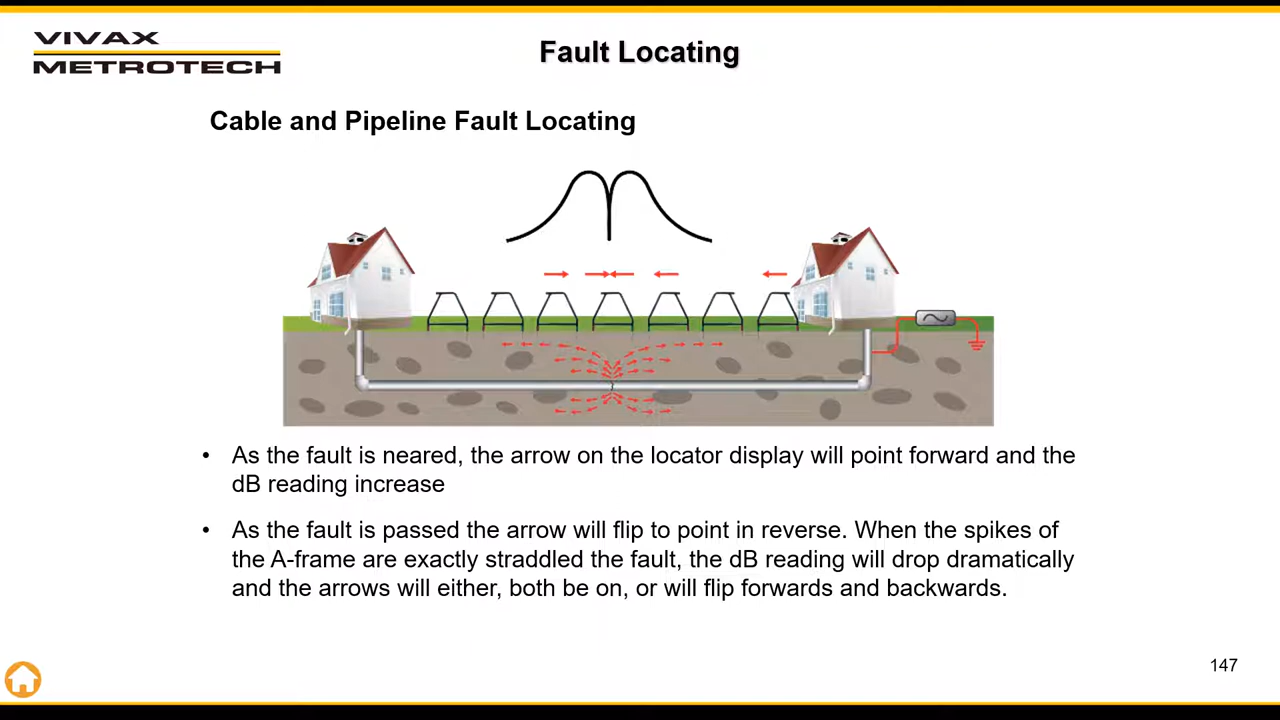 VIVAX
METROTECH
Fault Locating
Cable and Pipeline Fault Locating
• As the fault is neared, the arrow on the locator display will point forward and the
dB reading increase
• As the fault is passed the arrow will flip to point in reverse. When the spikes of
the A-frame are exactly straddled the fault, the dB reading will drop dramatically
and the arrows will either, both be on, or will flip forwards and backwards.
147